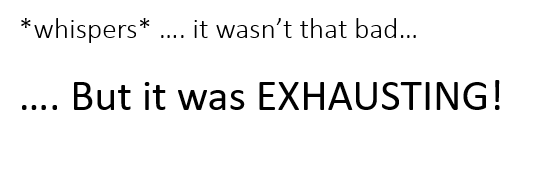 *whispers* .... it wasn’t that bad...
.... But it was EXHAUSTING!